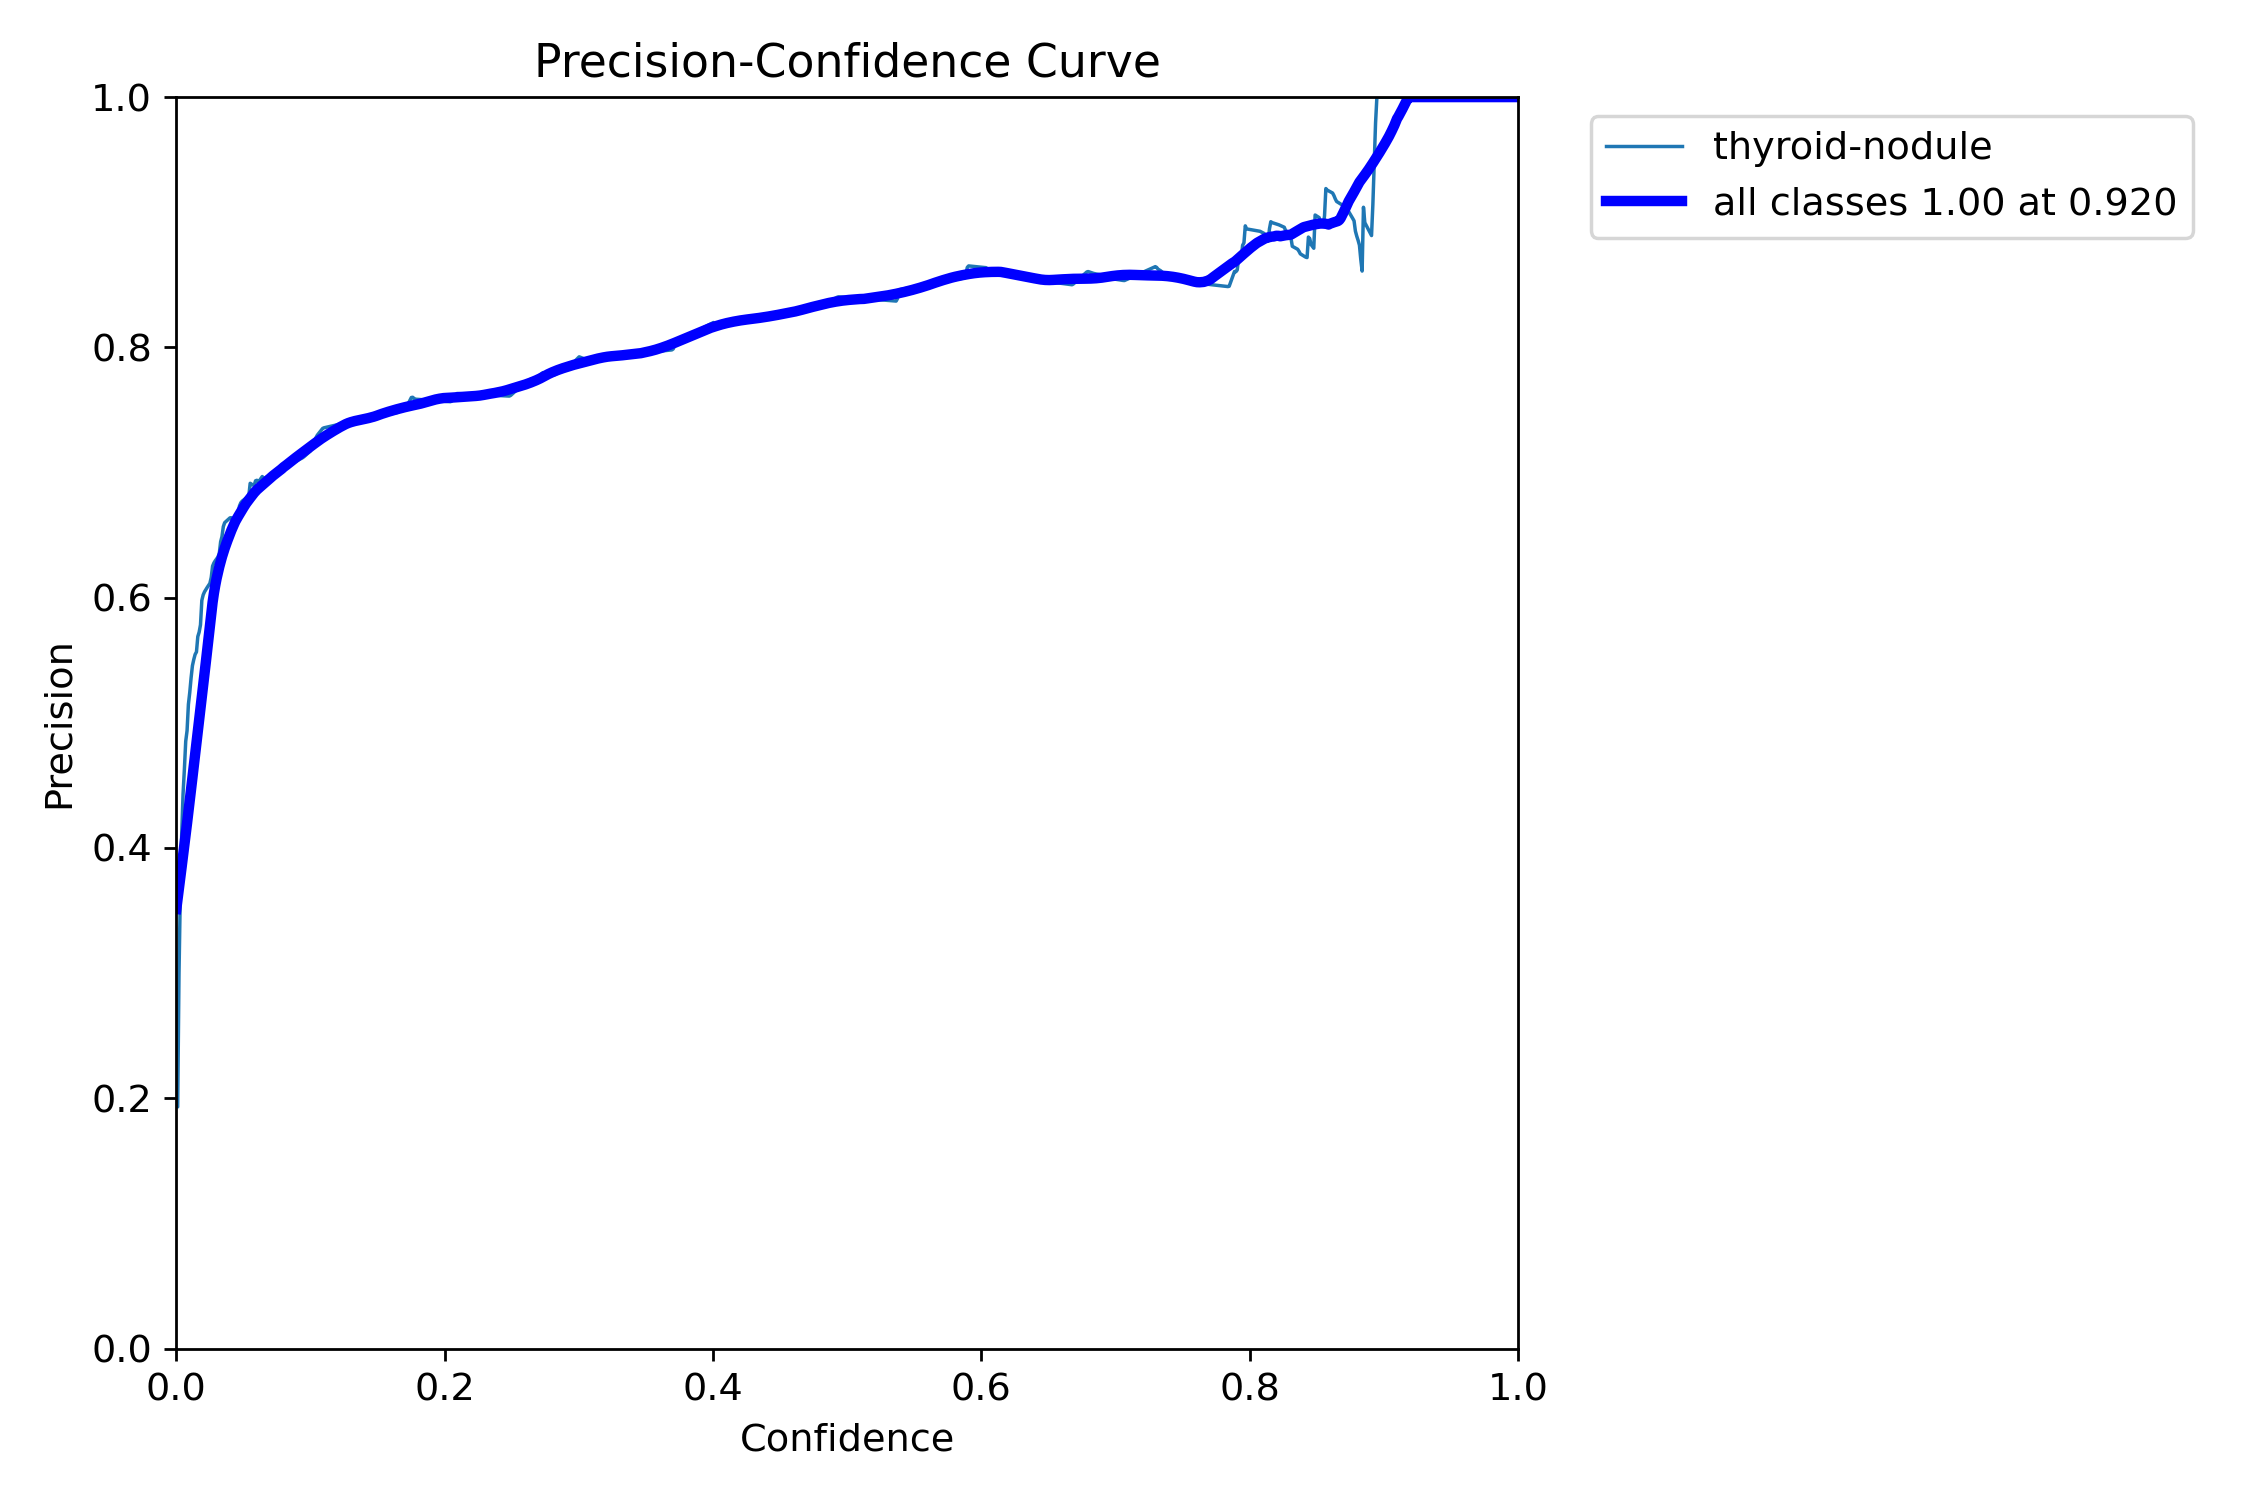 Precision-Confidence Curve
1.0
0.8
0.6
0.4
0.2
0.0
Precision
0.0 0.2 0.4 0.6 0.8 1.0
Confidence
thyroid-nodule
all classes 1.00 at 0.920